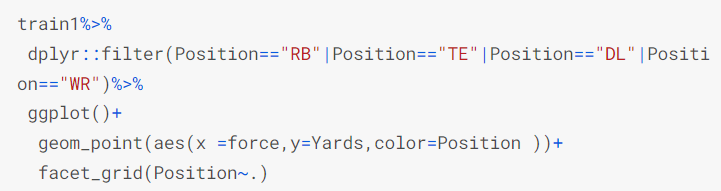 train1%>%
dplyr::filter(Position=="RB"|Position=="TE"|Position=="DL"|Positi
on=="WR")%>%
ggplot()+
geom_point(aes(x =force,y=Yards,color=Position ))+
facet_grid(Position~.)